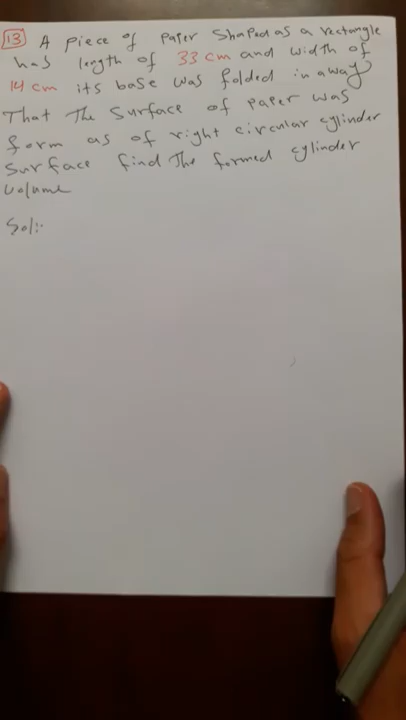 13 A piece of paper shaped as a rectangle
has length of 33 cm and width of
14 cm its base was folded in a way
That The surface of paper was
form as of right circular cylinder
surface find The formed cylinder
volume
Sol:-